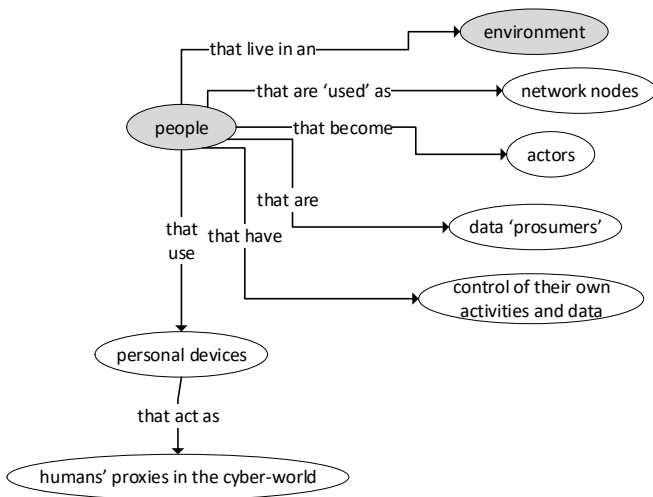 environment
that live in an
that are ‘used’ as
network nodes
people
that become
actors
that are
data ‘prosumers’
that
use
that have
control of their own
activities and data
personal devices
that act as
humans’ proxies in the cyber-world